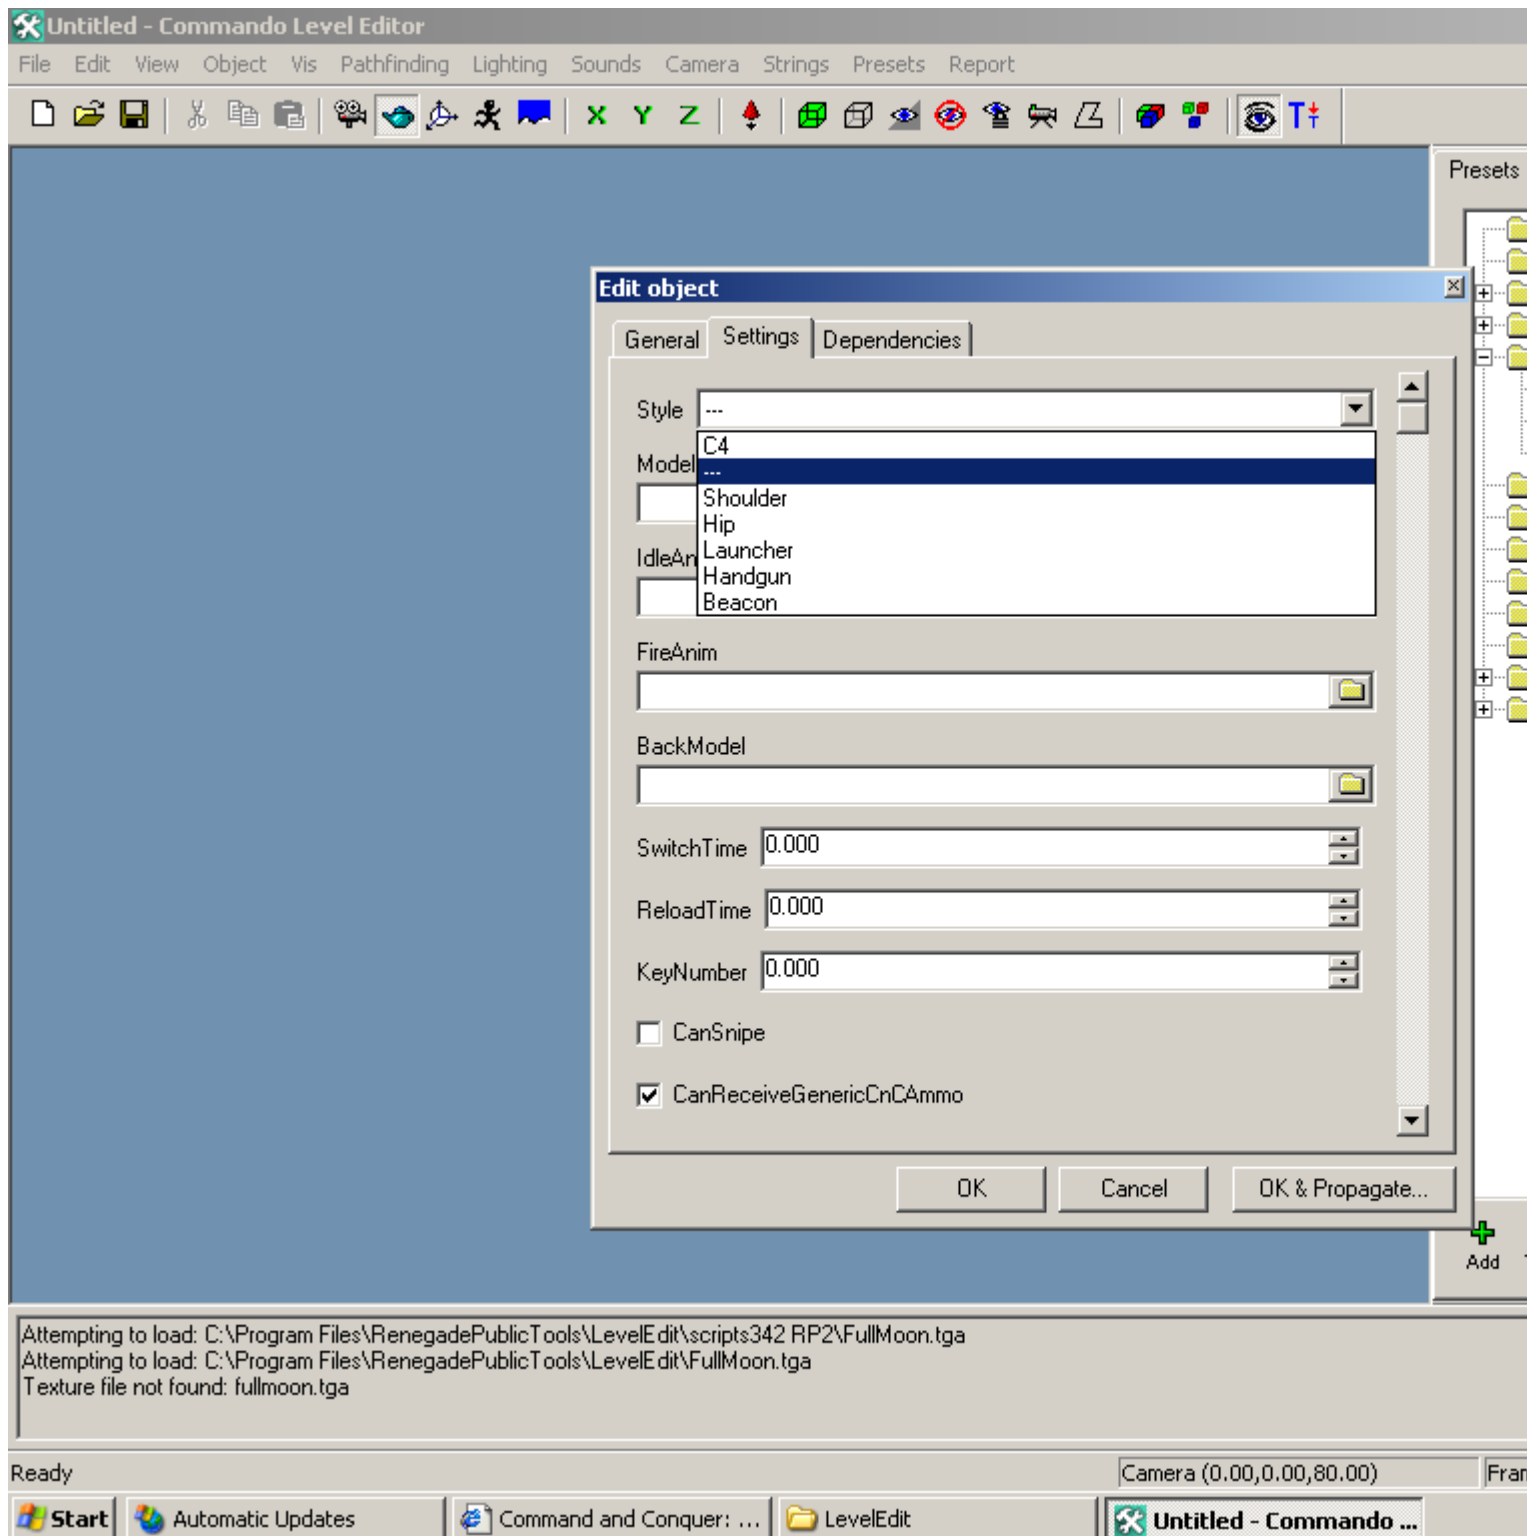 Untitled - Commando Level Editor
File Edit View Object Vis Pathfinding Lighting Sounds Camera Strings Presets Report
X Y Z T
Presets
Edit object
General Settings Dependencies
Style ---
C4
Model ---
Shoulder
Hip
Launcher
Handgun
Beacon
FireAnim
BackModel
SwitchTime 0.000
ReloadTime 0.000
KeyNumber 0.000
CanSnipe
CanReceiveGenericCnCAmmo
OK Cancel OK & Propagate...
Add
Attempting to load: C:\Program Files\RenegadePublicTools\LevelEdit\scripts342 RP2\FullMoon.tga
Attempting to load: C:\Program Files\RenegadePublicTools\LevelEdit\FullMoon.tga
Texture file not found: fullmoon.tga
Ready Camera (0.00,0.00,80.00)
Start Automatic Updates Command and Conquer: ... LevelEdit Untitled - Commando ...